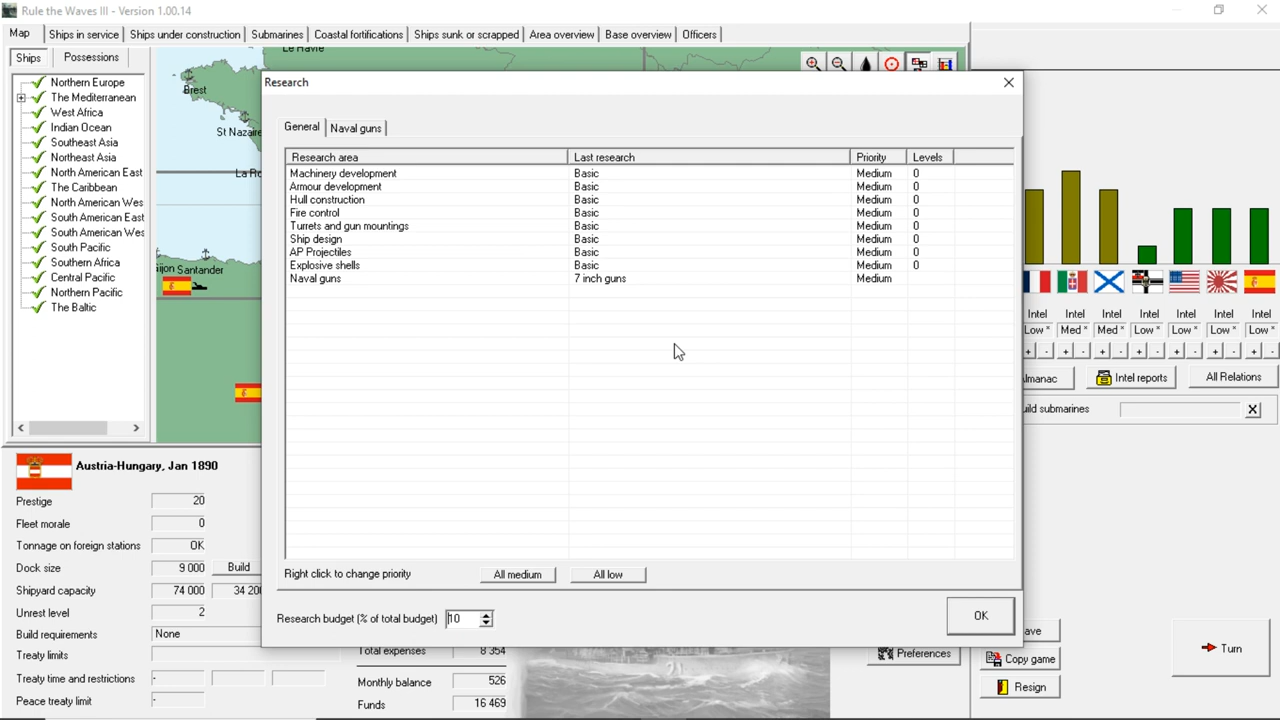 Rule the Waves III - Version 1.00.14
Map Ships in service Ships under construction Submarines Coastal fortifications Ships sunk or scrapped Area overview Base overview Officers
Ships Possessions
Northern Europe
The Mediterranean
West Africa
Indian Ocean
Southeast Asia
Northeast Asia
North American East
The Caribbean
North American Wes
South American East
South American Wes
South Pacific
Southern Africa
Central Pacific
Northern Pacific
The Baltic
Le Havre
Brest
St Nazaire
La Ro
ijon Santander
Research
General Naval guns
Research area Last research Priority Levels
Machinery development Basic Medium 0
Armour development Basic Medium 0
Hull construction Basic Medium 0
Fire control Basic Medium 0
Turrets and gun mountings Basic Medium 0
Ship design Basic Medium 0
AP Projectiles Basic Medium 0
Explosive shells Basic Medium 0
Naval guns 7 inch guns Medium
Right click to change priority All medium All low
Research budget (% of total budget) 10
OK
Intel Intel Intel Intel Intel Intel Intel
Low * Med * Med * Low * Low * Low * Low *
+ - + - + - + - + - + - + -
lmanac Intel reports All Relations
uild submarines X
Austria-Hungary, Jan 1890
Prestige 20
Fleet morale 0
Tonnage on foreign stations OK
Dock size 9 000 Build
Shipyard capacity 74 000 34 200
Unrest level 2
Build requirements None
Treaty limits
Treaty time and restrictions -
Peace treaty limit -
Total expenses 8 354
Monthly balance 526
Funds 16 469
Preferences
ave
Copy game
Resign
Turn